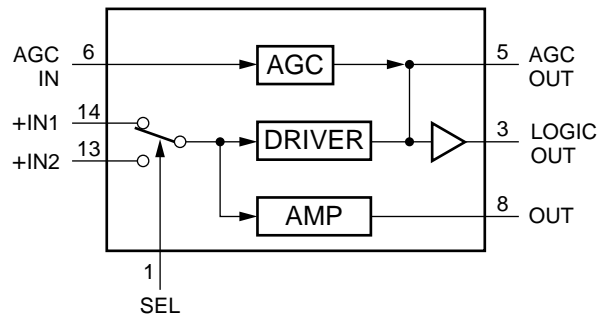 AGC
IN
6
AGC
5
AGC
OUT
+IN1
14
+IN2
13
DRIVER
3
LOGIC
OUT
AMP
8
OUT
1
SEL